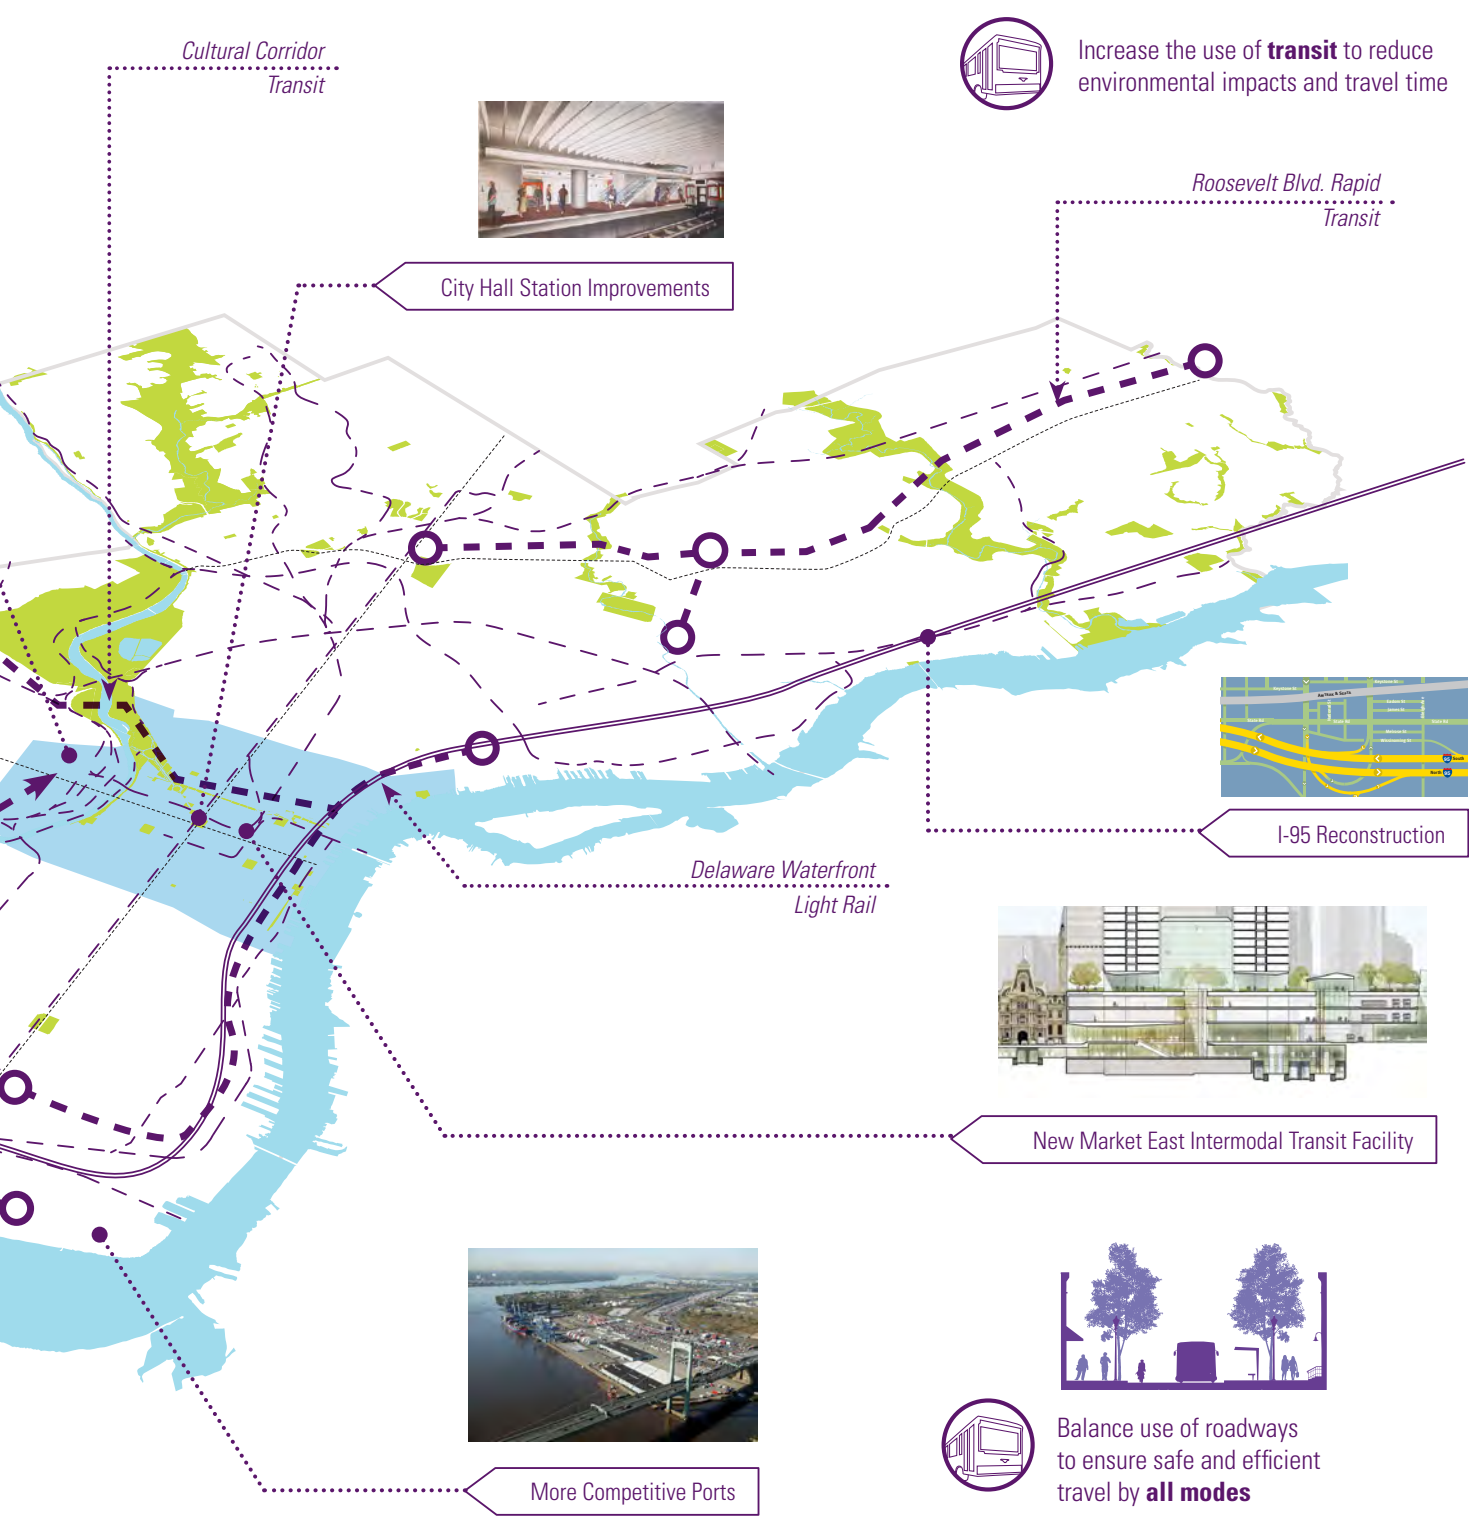 Cultural Corridor
Transit
Increase the use of transit to reduce
environmental impacts and travel time
Roosevelt Blvd. Rapid
Transit
City Hall Station Improvements
I-95 Reconstruction
Delaware Waterfront
Light Rail
New Market East Intermodal Transit Facility
More Competitive Ports
Balance use of roadways
to ensure safe and efficient
travel by all modes